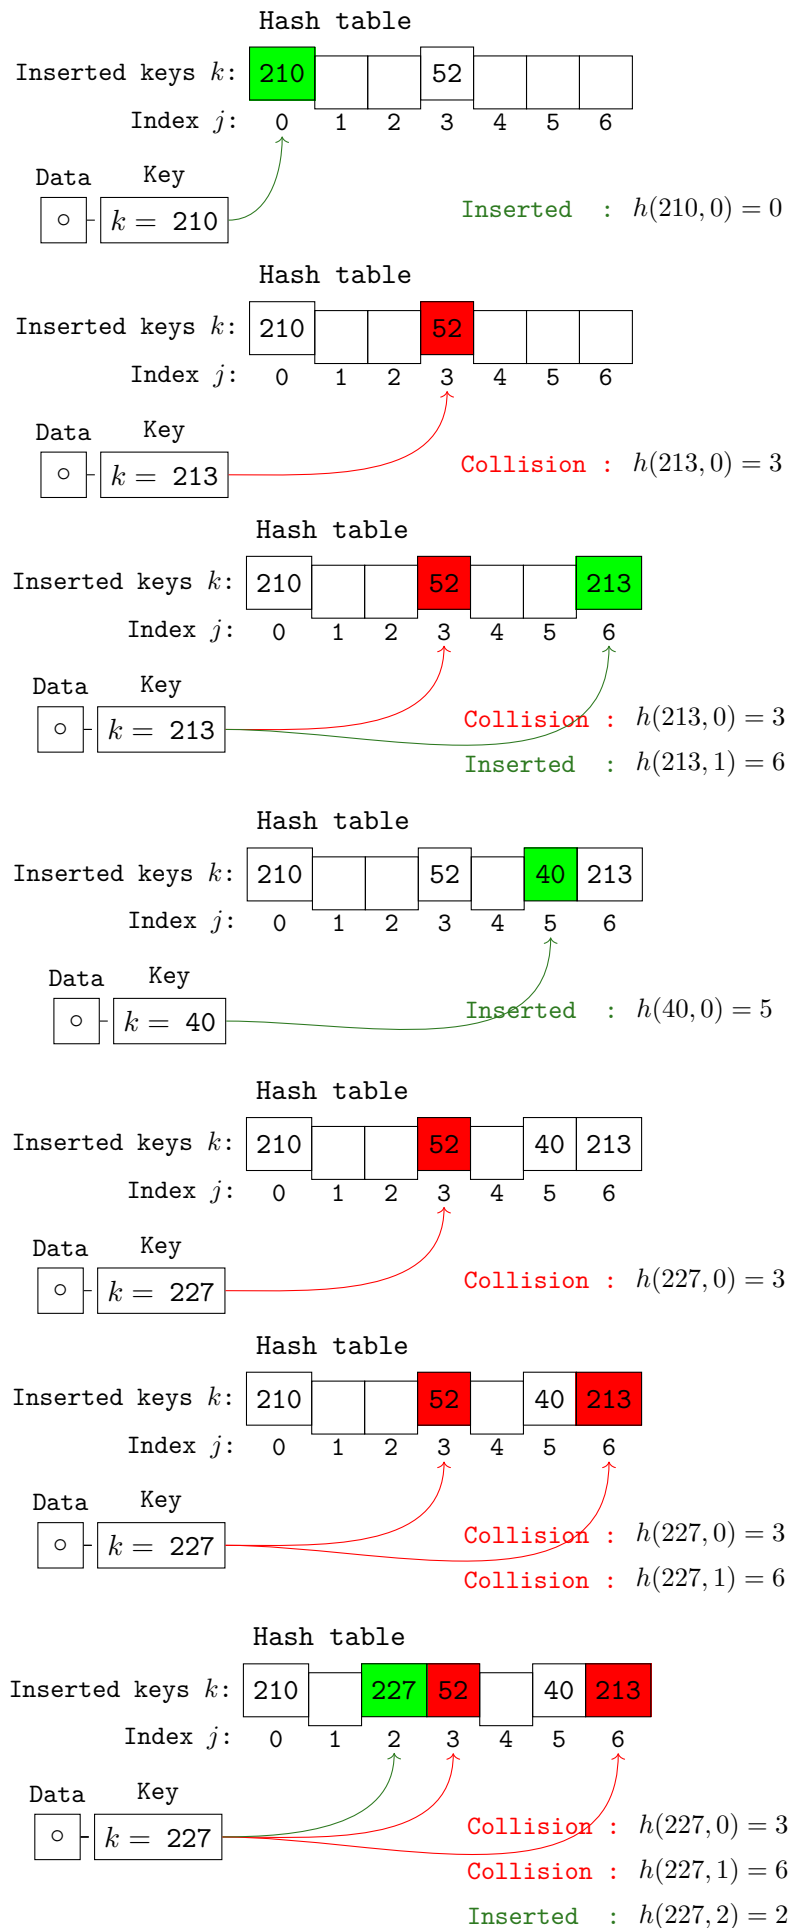 Hash table
Inserted keys k: 210 52
Index j: 0 1 2 3 4 5 6
Data Key
∘ k = 210 Inserted : h(210, 0) = 0
Hash table
Inserted keys k: 210 52
Index j: 0 1 2 3 4 5 6
Data Key
∘ k = 213 Collision : h(213, 0) = 3
Hash table
Inserted keys k: 210 52 213
Index j: 0 1 2 3 4 5 6
Data Key
∘ k = 213 Collision : h(213, 0) = 3
Inserted : h(213, 1) = 6
Hash table
Inserted keys k: 210 52 40 213
Index j: 0 1 2 3 4 5 6
Data Key
∘ k = 40 Inserted : h(40, 0) = 5
Hash table
Inserted keys k: 210 52 40 213
Index j: 0 1 2 3 4 5 6
Data Key
∘ k = 227 Collision : h(227, 0) = 3
Hash table
Inserted keys k: 210 52 40 213
Index j: 0 1 2 3 4 5 6
Data Key
∘ k = 227 Collision : h(227, 0) = 3
Collision : h(227, 1) = 6
Hash table
Inserted keys k: 210 227 52 40 213
Index j: 0 1 2 3 4 5 6
Data Key
∘ k = 227 Collision : h(227, 0) = 3
Collision : h(227, 1) = 6
Inserted : h(227, 2) = 2